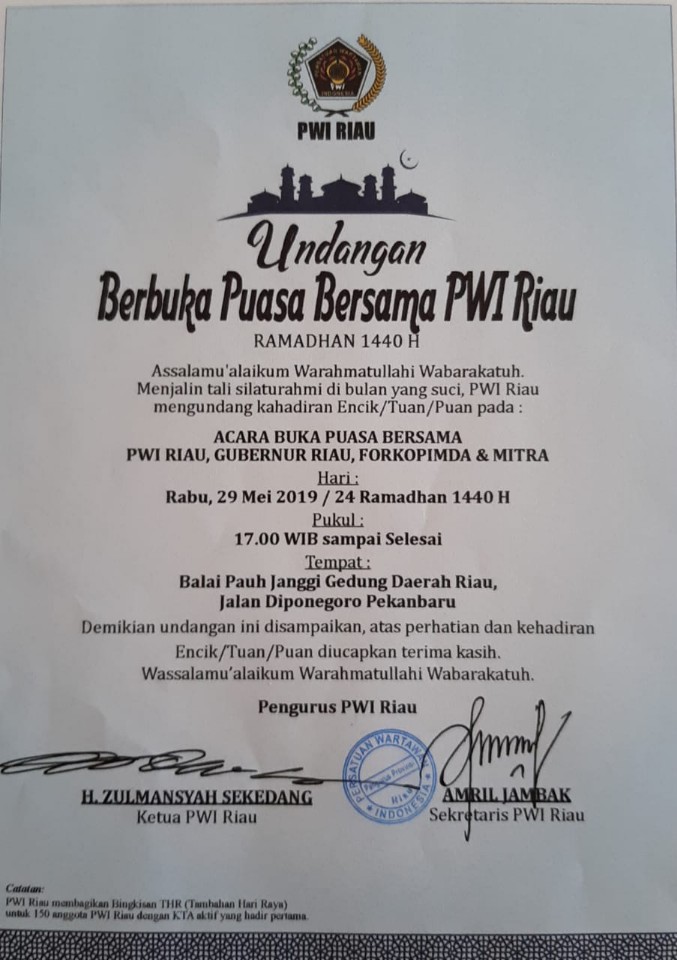 PERSATUAN WARTAWAN
PWI
INDONESIA
PWI RIAU
Undangan
Berbuka Puasa Bersama PWI Riau
RAMADHAN 1440 H
Assalamu'alaikum Warahmatullahi Wabarakatuh.
Menjalin tali silaturahmi di bulan yang suci, PWI Riau
mengundang kahadiran Encik/Tuan/Puan pada :
ACARA BUKA PUASA BERSAMA
PWI RIAU, GUBERNUR RIAU, FORKOPIMDA & MITRA
Hari :
Rabu, 29 Mei 2019 / 24 Ramadhan 1440 H
Pukul :
17.00 WIB sampai Selesai
Tempat :
Balai Pauh Janggi Gedung Daerah Riau,
Jalan Diponegoro Pekanbaru
Demikian undangan ini disampaikan, atas perhatian dan kehadiran
Encik/Tuan/Puan diucapkan terima kasih.
Wassalamu'alaikum Warahmatullahi Wabarakatuh.
Pengurus PWI Riau
PERSATUAN WARTAWAN
INDONESIA
H. ZULMANSYAH SEKEDANG
Ketua PWI Riau
AMRIL JAMBAK
Sekretaris PWI Riau
Catatan:
PWI Riau membagikan Bingkisan THR (Tambahan Hari Raya)
untuk 150 anggota PWI Riau dengan KTA aktif yang hadir pertama.